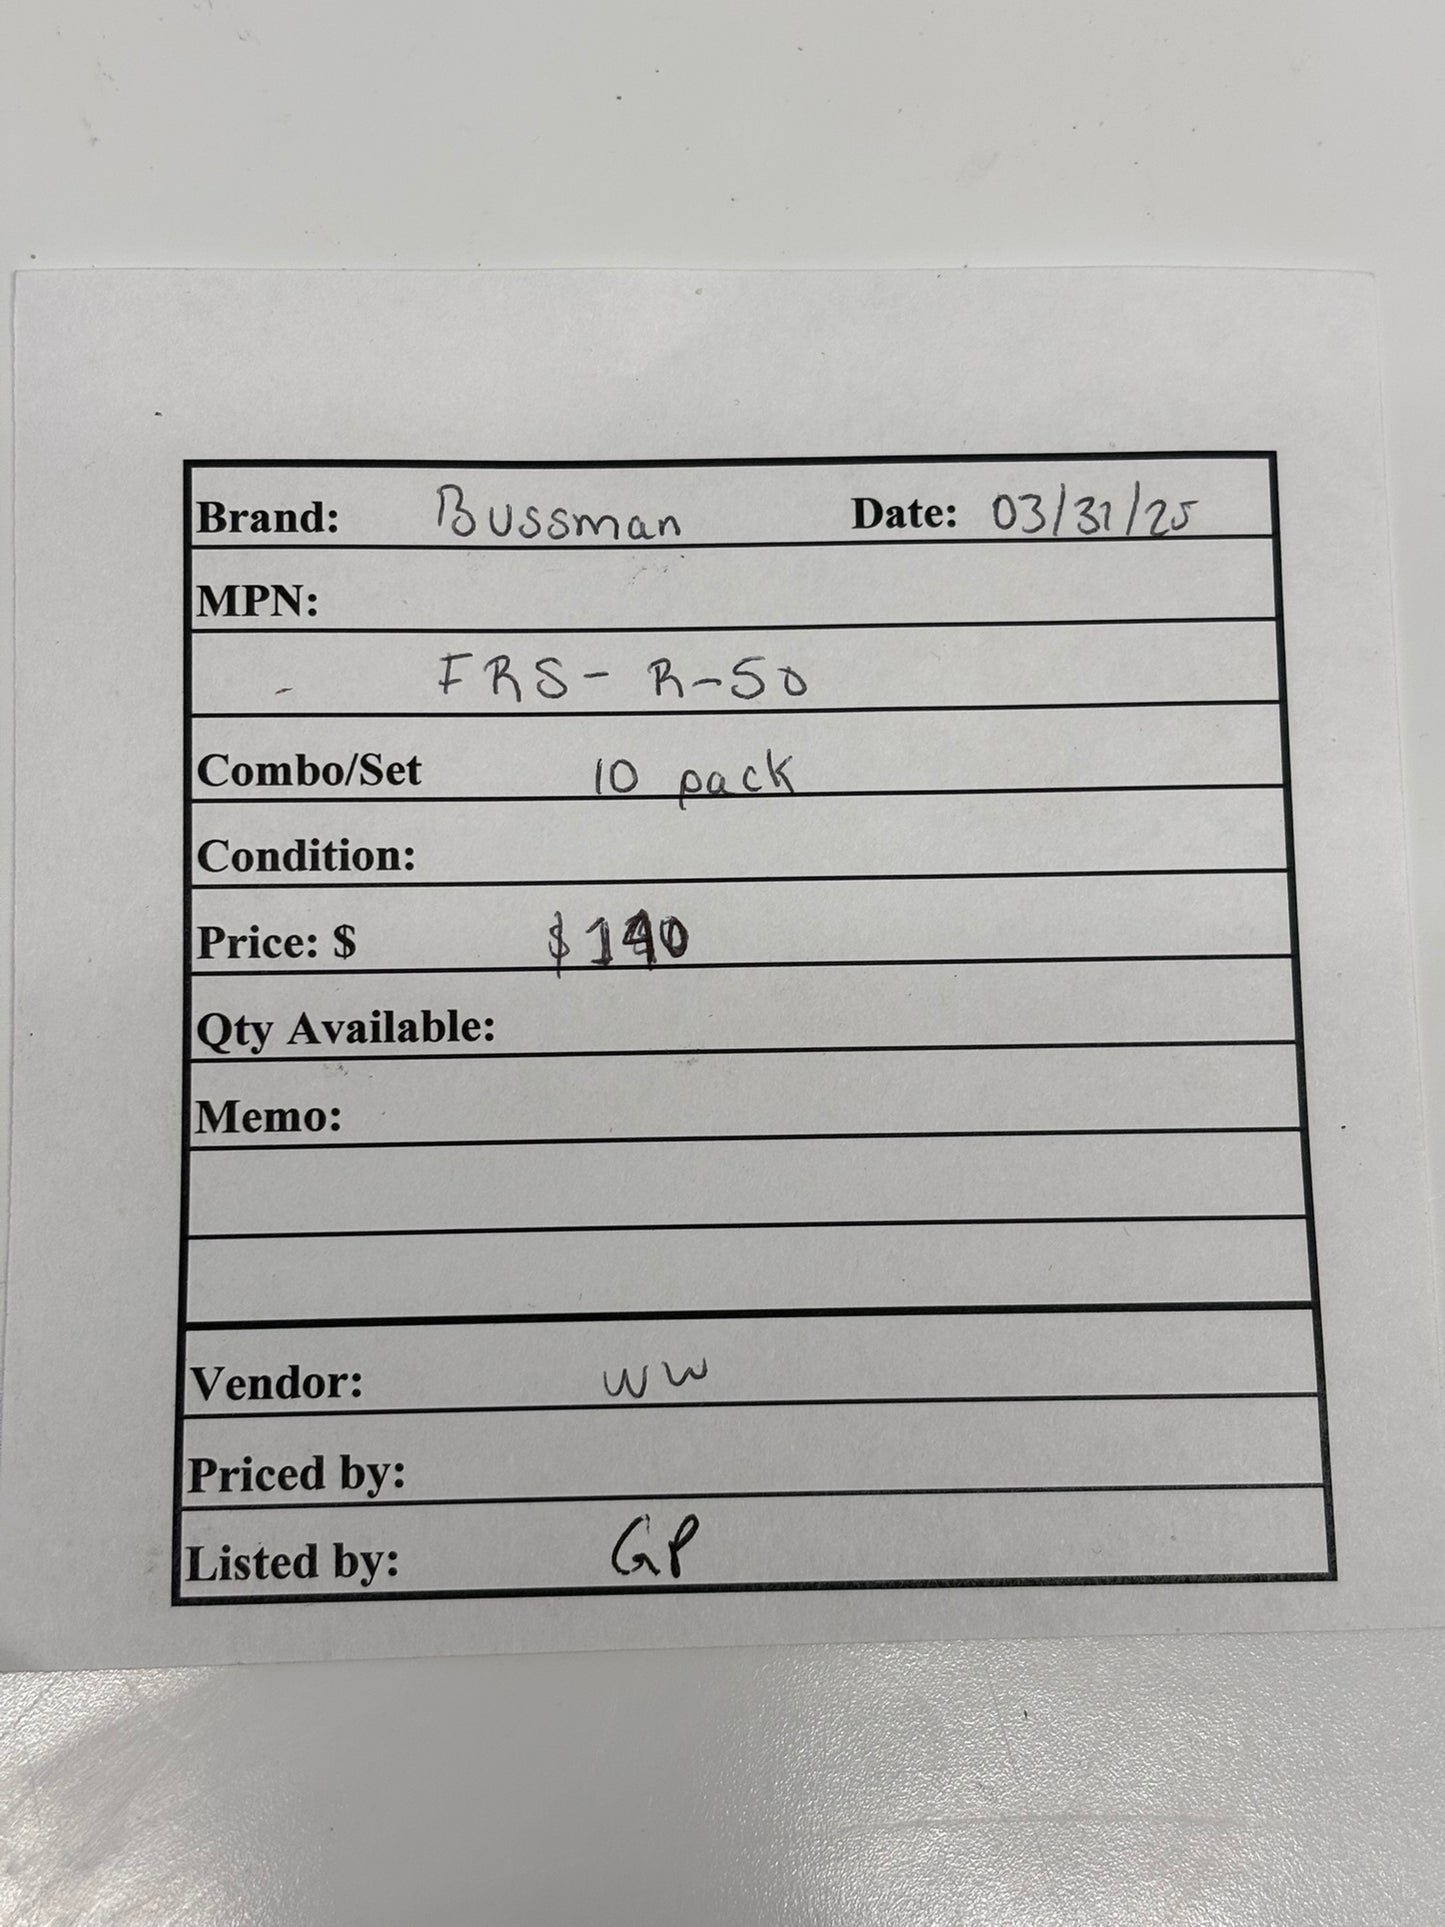 Brand: Bussman Date: 03/31/25
MPN:
- FRS-R-50
Combo/Set 10 pack
Condition:
Price: $ $140
Qty Available:
Memo:
Vendor: WW
Priced by:
Listed by: GP